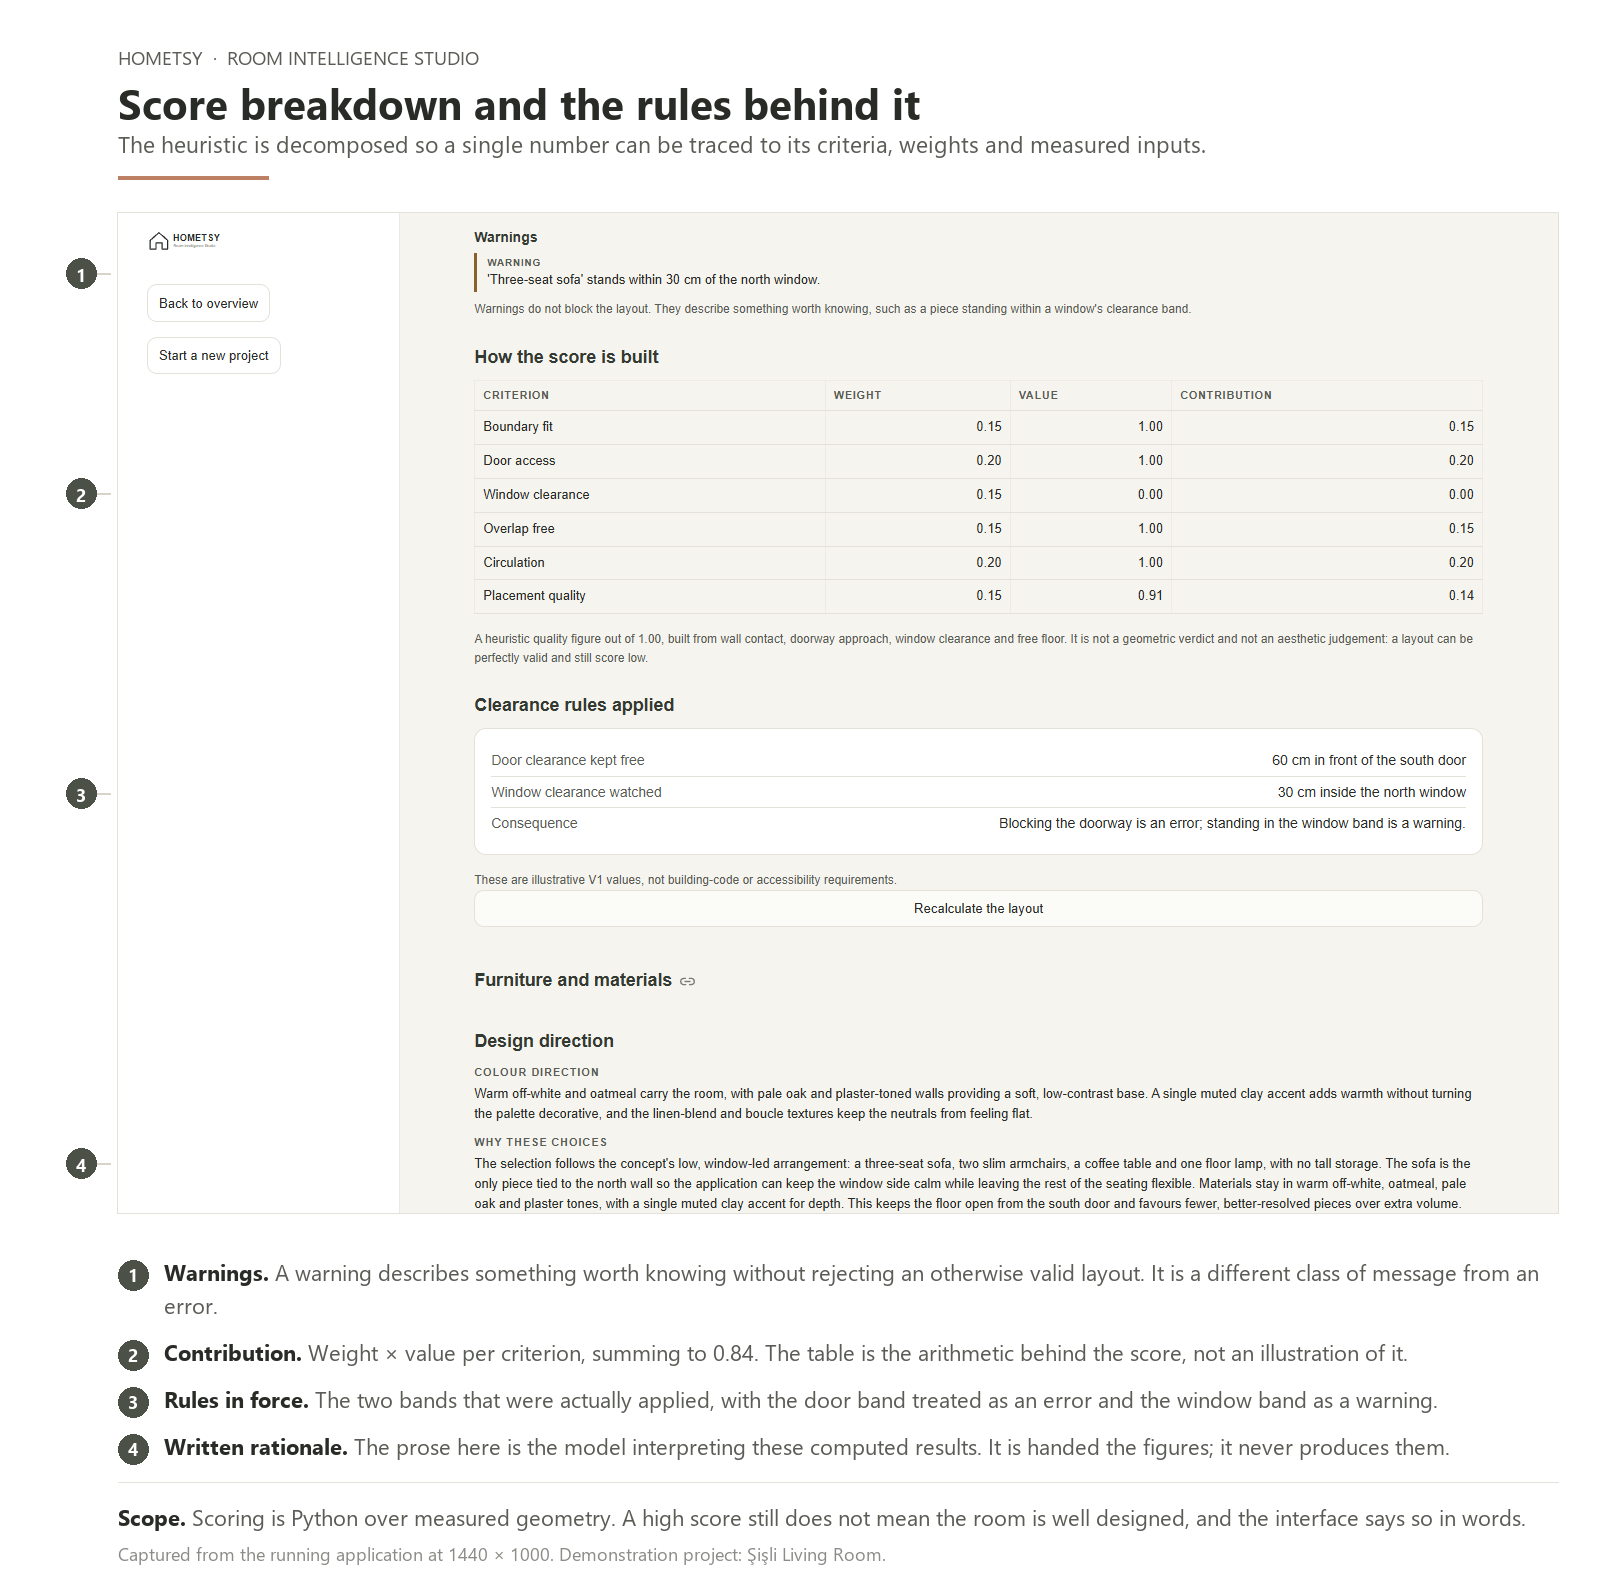 HOMETSY · ROOM INTELLIGENCE STUDIO
Score breakdown and the rules behind it
The heuristic is decomposed so a single number can be traced to its criteria, weights and measured inputs.
HOMETSY
Room Intelligence Studio
Back to overview
Start a new project
1
2
3
4
Warnings
WARNING
'Three-seat sofa' stands within 30 cm of the north window.
Warnings do not block the layout. They describe something worth knowing, such as a piece standing within a window's clearance band.
How the score is built
CRITERION WEIGHT VALUE CONTRIBUTION
Boundary fit 0.15 1.00 0.15
Door access 0.20 1.00 0.20
Window clearance 0.15 0.00 0.00
Overlap free 0.15 1.00 0.15
Circulation 0.20 1.00 0.20
Placement quality 0.15 0.91 0.14
A heuristic quality figure out of 1.00, built from wall contact, doorway approach, window clearance and free floor. It is not a geometric verdict and not an aesthetic judgement: a layout can be
perfectly valid and still score low.
Clearance rules applied
Door clearance kept free 60 cm in front of the south door
Window clearance watched 30 cm inside the north window
Consequence Blocking the doorway is an error; standing in the window band is a warning.
These are illustrative V1 values, not building-code or accessibility requirements.
Recalculate the layout
Furniture and materials
Design direction
COLOUR DIRECTION
Warm off-white and oatmeal carry the room, with pale oak and plaster-toned walls providing a soft, low-contrast base. A single muted clay accent adds warmth without turning
the palette decorative, and the linen-blend and boucle textures keep the neutrals from feeling flat.
WHY THESE CHOICES
The selection follows the concept's low, window-led arrangement: a three-seat sofa, two slim armchairs, a coffee table and one floor lamp, with no tall storage. The sofa is the
only piece tied to the north wall so the application can keep the window side calm while leaving the rest of the seating flexible. Materials stay in warm off-white, oatmeal, pale
oak and plaster tones, with a single muted clay accent for depth. This keeps the floor open from the south door and favours fewer, better-resolved pieces over extra volume.
1 Warnings. A warning describes something worth knowing without rejecting an otherwise valid layout. It is a different class of message from an
error.
2 Contribution. Weight × value per criterion, summing to 0.84. The table is the arithmetic behind the score, not an illustration of it.
3 Rules in force. The two bands that were actually applied, with the door band treated as an error and the window band as a warning.
4 Written rationale. The prose here is the model interpreting these computed results. It is handed the figures; it never produces them.
Scope. Scoring is Python over measured geometry. A high score still does not mean the room is well designed, and the interface says so in words.
Captured from the running application at 1440 × 1000. Demonstration project: Şişli Living Room.